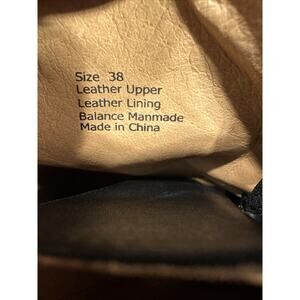 Size 38
Leather Upper
Leather Lining
Balance Manmade
Made in China